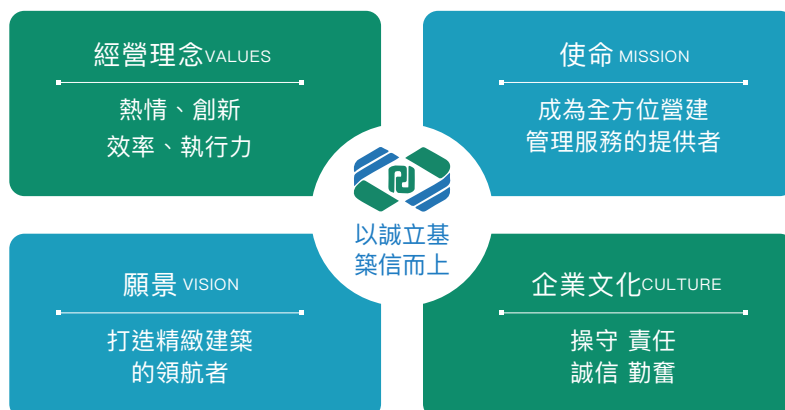 經營理念VALUES
熱情、創新
效率、執行力
使命 MISSION
成為全方位營建
管理服務的提供者
以誠立基
築信而上
願景 VISION
打造精緻建築
的領航者
企業文化CULTURE
操守 責任
誠信 勤奮